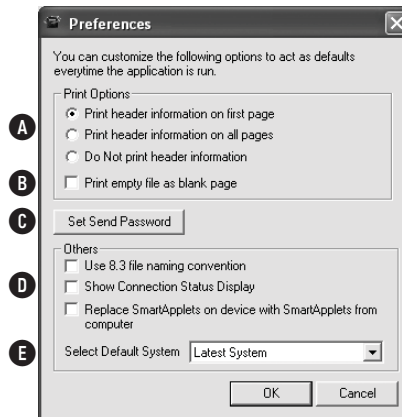 Preferences
You can customize the following options to act as defaults
everytime the application is run.
Print Options
A
Print header information on first page
Print header information on all pages
Do Not print header information
B
Print empty file as blank page
C
Set Send Password
Others
Use 8.3 file naming convention
D
Show Connection Status Display
Replace SmartApplets on device with SmartApplets from
computer
E
Select Default System
Latest System
OK
Cancel